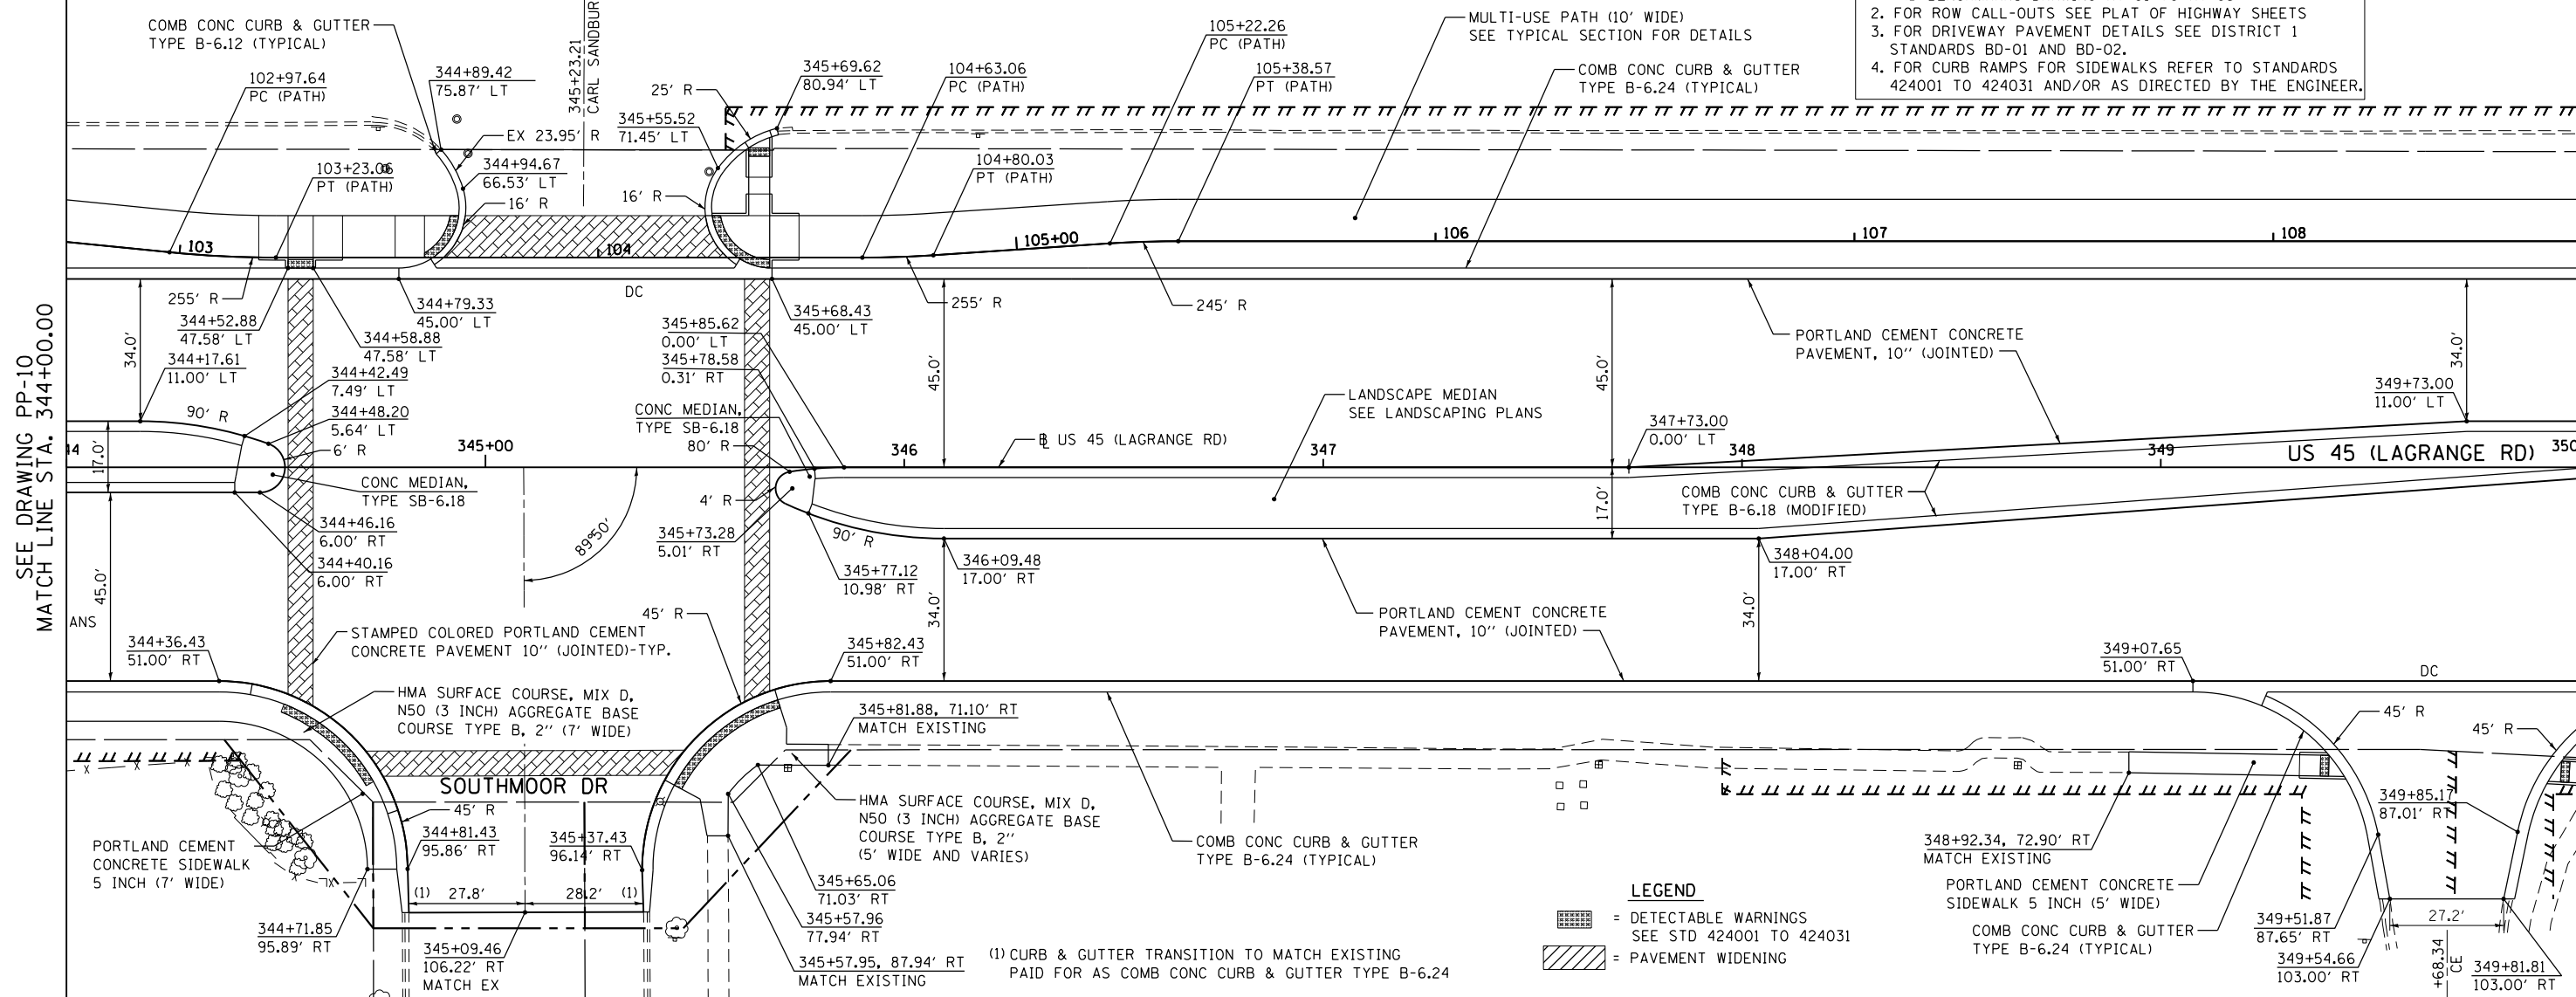 COMB CONC CURB & GUTTER
TYPE B-6.12 (TYPICAL)
102+97.64
PC (PATH)
344+89.42
75.87' LT
345+23.21
CARL SANDBUR
25' R
345+69.62
80.94' LT
104+63.06
PC (PATH)
105+22.26
PC (PATH)
105+38.57
PT (PATH)
MULTI-USE PATH (10' WIDE)
SEE TYPICAL SECTION FOR DETAILS
COMB CONC CURB & GUTTER
TYPE B-6.24 (TYPICAL)
2. FOR ROW CALL-OUTS SEE PLAT OF HIGHWAY SHEETS
3. FOR DRIVEWAY PAVEMENT DETAILS SEE DISTRICT 1
STANDARDS BD-01 AND BD-02.
4. FOR CURB RAMPS FOR SIDEWALKS REFER TO STANDARDS
424001 TO 424031 AND/OR AS DIRECTED BY THE ENGINEER.
EX 23.95' R
345+55.52
71.45' LT
103+23.06
PT (PATH)
344+94.67
66.53' LT
16' R
16' R
104+80.03
PT (PATH)
103
104
105+00
106
107
108
SEE DRAWING PP-10
MATCH LINE STA. 344+00.00
255' R
DC
255' R
245' R
344+52.88
47.58' LT
344+58.88
47.58' LT
344+79.33
45.00' LT
345+68.43
45.00' LT
34.0'
344+17.61
11.00' LT
344+42.49
7.49' LT
344+48.20
5.64' LT
345+85.62
0.00' LT
345+78.58
0.31' RT
45.0'
45.0'
PORTLAND CEMENT CONCRETE
PAVEMENT, 10'' (JOINTED)
34.0'
349+73.00
11.00' LT
90' R
6' R
CONC MEDIAN,
TYPE SB-6.18
80' R
LANDSCAPE MEDIAN
SEE LANDSCAPING PLANS
347+73.00
0.00' LT
44
17.0'
345+00
346
℄ US 45 (LAGRANGE RD)
347
348
349
US 45 (LAGRANGE RD)
350
CONC MEDIAN,
TYPE SB-6.18
4' R
17.0'
COMB CONC CURB & GUTTER
TYPE B-6.18 (MODIFIED)
344+46.16
6.00' RT
344+40.16
6.00' RT
89°50'
345+73.28
5.01' RT
90' R
345+77.12
10.98' RT
346+09.48
17.00' RT
348+04.00
17.00' RT
45.0'
ANS
34.0'
34.0'
45' R
PORTLAND CEMENT CONCRETE
PAVEMENT, 10'' (JOINTED)
344+36.43
51.00' RT
STAMPED COLORED PORTLAND CEMENT
CONCRETE PAVEMENT 10'' (JOINTED)-TYP.
345+82.43
51.00' RT
349+07.65
51.00' RT
DC
HMA SURFACE COURSE, MIX D,
N50 (3 INCH) AGGREGATE BASE
COURSE TYPE B, 2'' (7' WIDE)
345+81.88, 71.10' RT
MATCH EXISTING
45' R
45' R
SOUTHMOOR DR
45' R
344+81.43
95.86' RT
345+37.43
96.14' RT
HMA SURFACE COURSE, MIX D,
N50 (3 INCH) AGGREGATE BASE
COURSE TYPE B, 2''
(5' WIDE AND VARIES)
COMB CONC CURB & GUTTER
TYPE B-6.24 (TYPICAL)
348+92.34, 72.90' RT
MATCH EXISTING
349+85.17
87.01' RT
PORTLAND CEMENT
CONCRETE SIDEWALK
5 INCH (7' WIDE)
(1)
27.8'
28.2'
(1)
345+65.06
71.03' RT
345+57.96
77.94' RT
LEGEND
= DETECTABLE WARNINGS
SEE STD 424001 TO 424031
= PAVEMENT WIDENING
PORTLAND CEMENT CONCRETE
SIDEWALK 5 INCH (5' WIDE)
COMB CONC CURB & GUTTER
TYPE B-6.24 (TYPICAL)
349+51.87
87.65' RT
27.2'
344+71.85
95.89' RT
345+09.46
106.22' RT
MATCH EX
345+57.95, 87.94' RT
MATCH EXISTING
(1) CURB & GUTTER TRANSITION TO MATCH EXISTING
PAID FOR AS COMB CONC CURB & GUTTER TYPE B-6.24
349+54.66
103.00' RT
+68.34
CE
349+81.81
103.00' RT